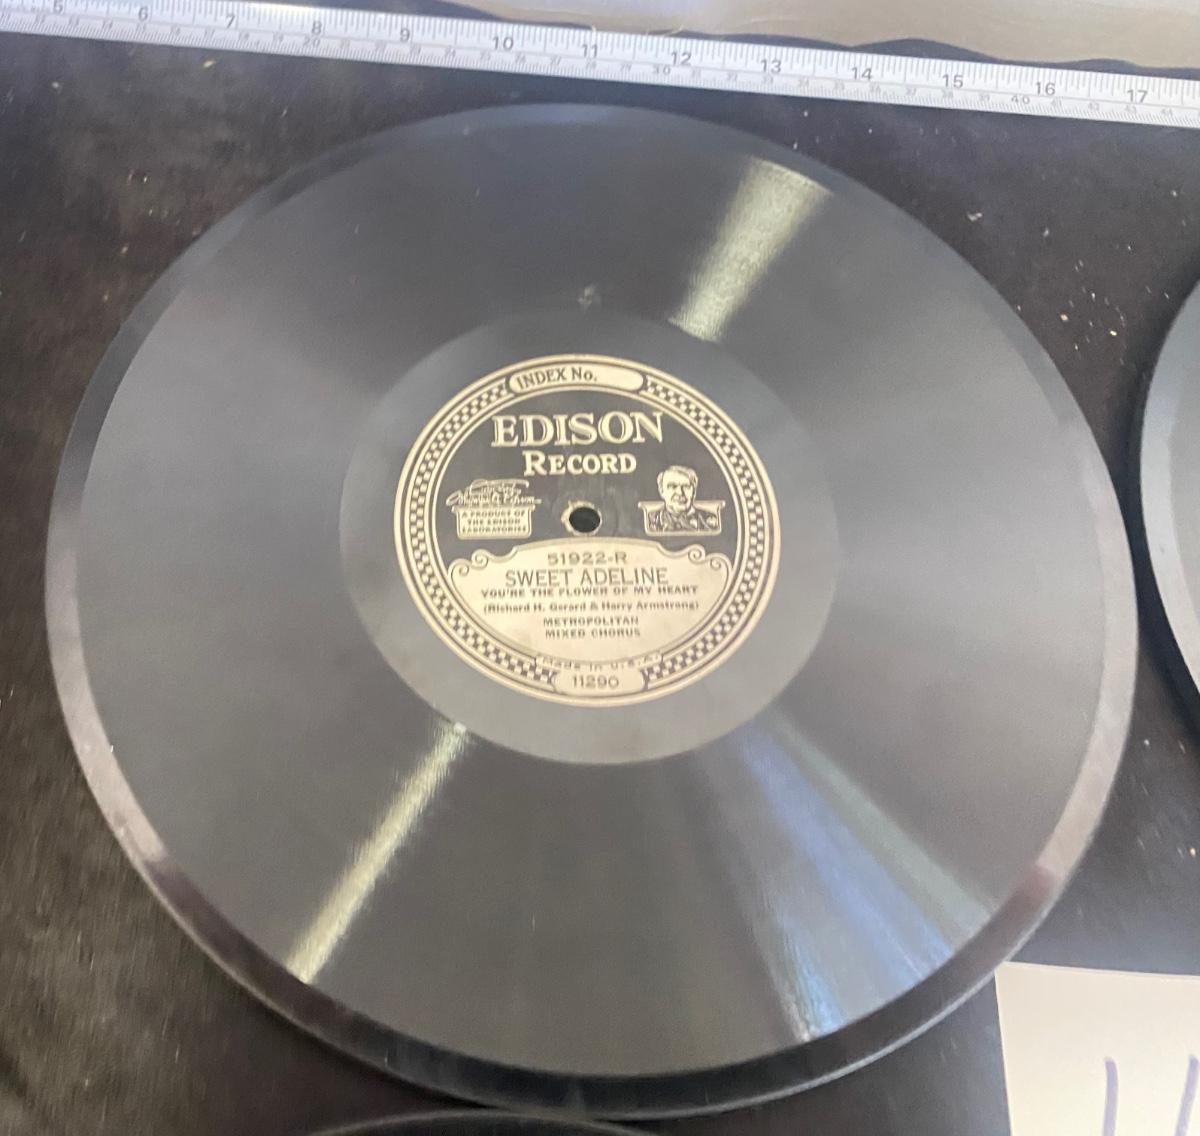 5 6 7 8 9 10 11 12 13 14 15 16 17
INDEX No.
EDISON
RECORD
Thomas A Edison
A PRODUCT OF
THE EDISON
LABORATORIES
51922-R
SWEET ADELINE
YOU'RE THE FLOWER OF MY HEART
(Richard H. Gerard & Harry Armstrong)
METROPOLITAN
MIXED CHORUS
Made in U.S.A.
11290